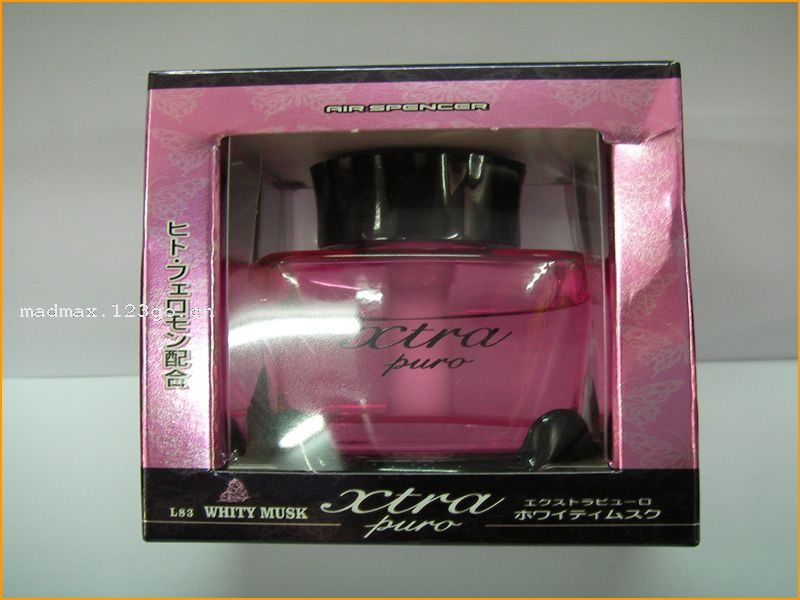 AIR SPENCER
ヒト・フェロモン配合
madmax.123go.cn
xtra
puro
L83 WHITY MUSK
xtra
puro
エクストラピューロ
ホワイティムスク